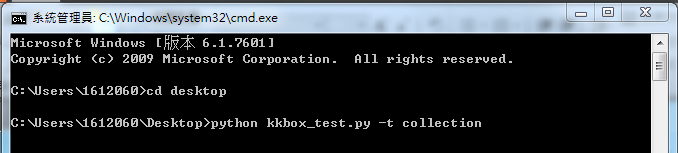 系統管理員: C:\Windows\system32\cmd.exe
Microsoft Windows [版本 6.1.7601]
Copyright (c) 2009 Microsoft Corporation.  All rights reserved.
C:\Users\1612060>cd desktop
C:\Users\1612060\Desktop>python kkbox_test.py -t collection